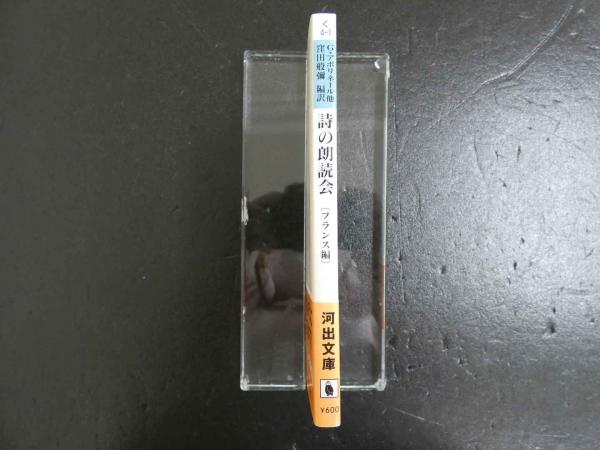 く
4-1
G・アポリネール他
窪田般彌 編訳
詩の朗読会
[フランス編]
河出文庫
¥600